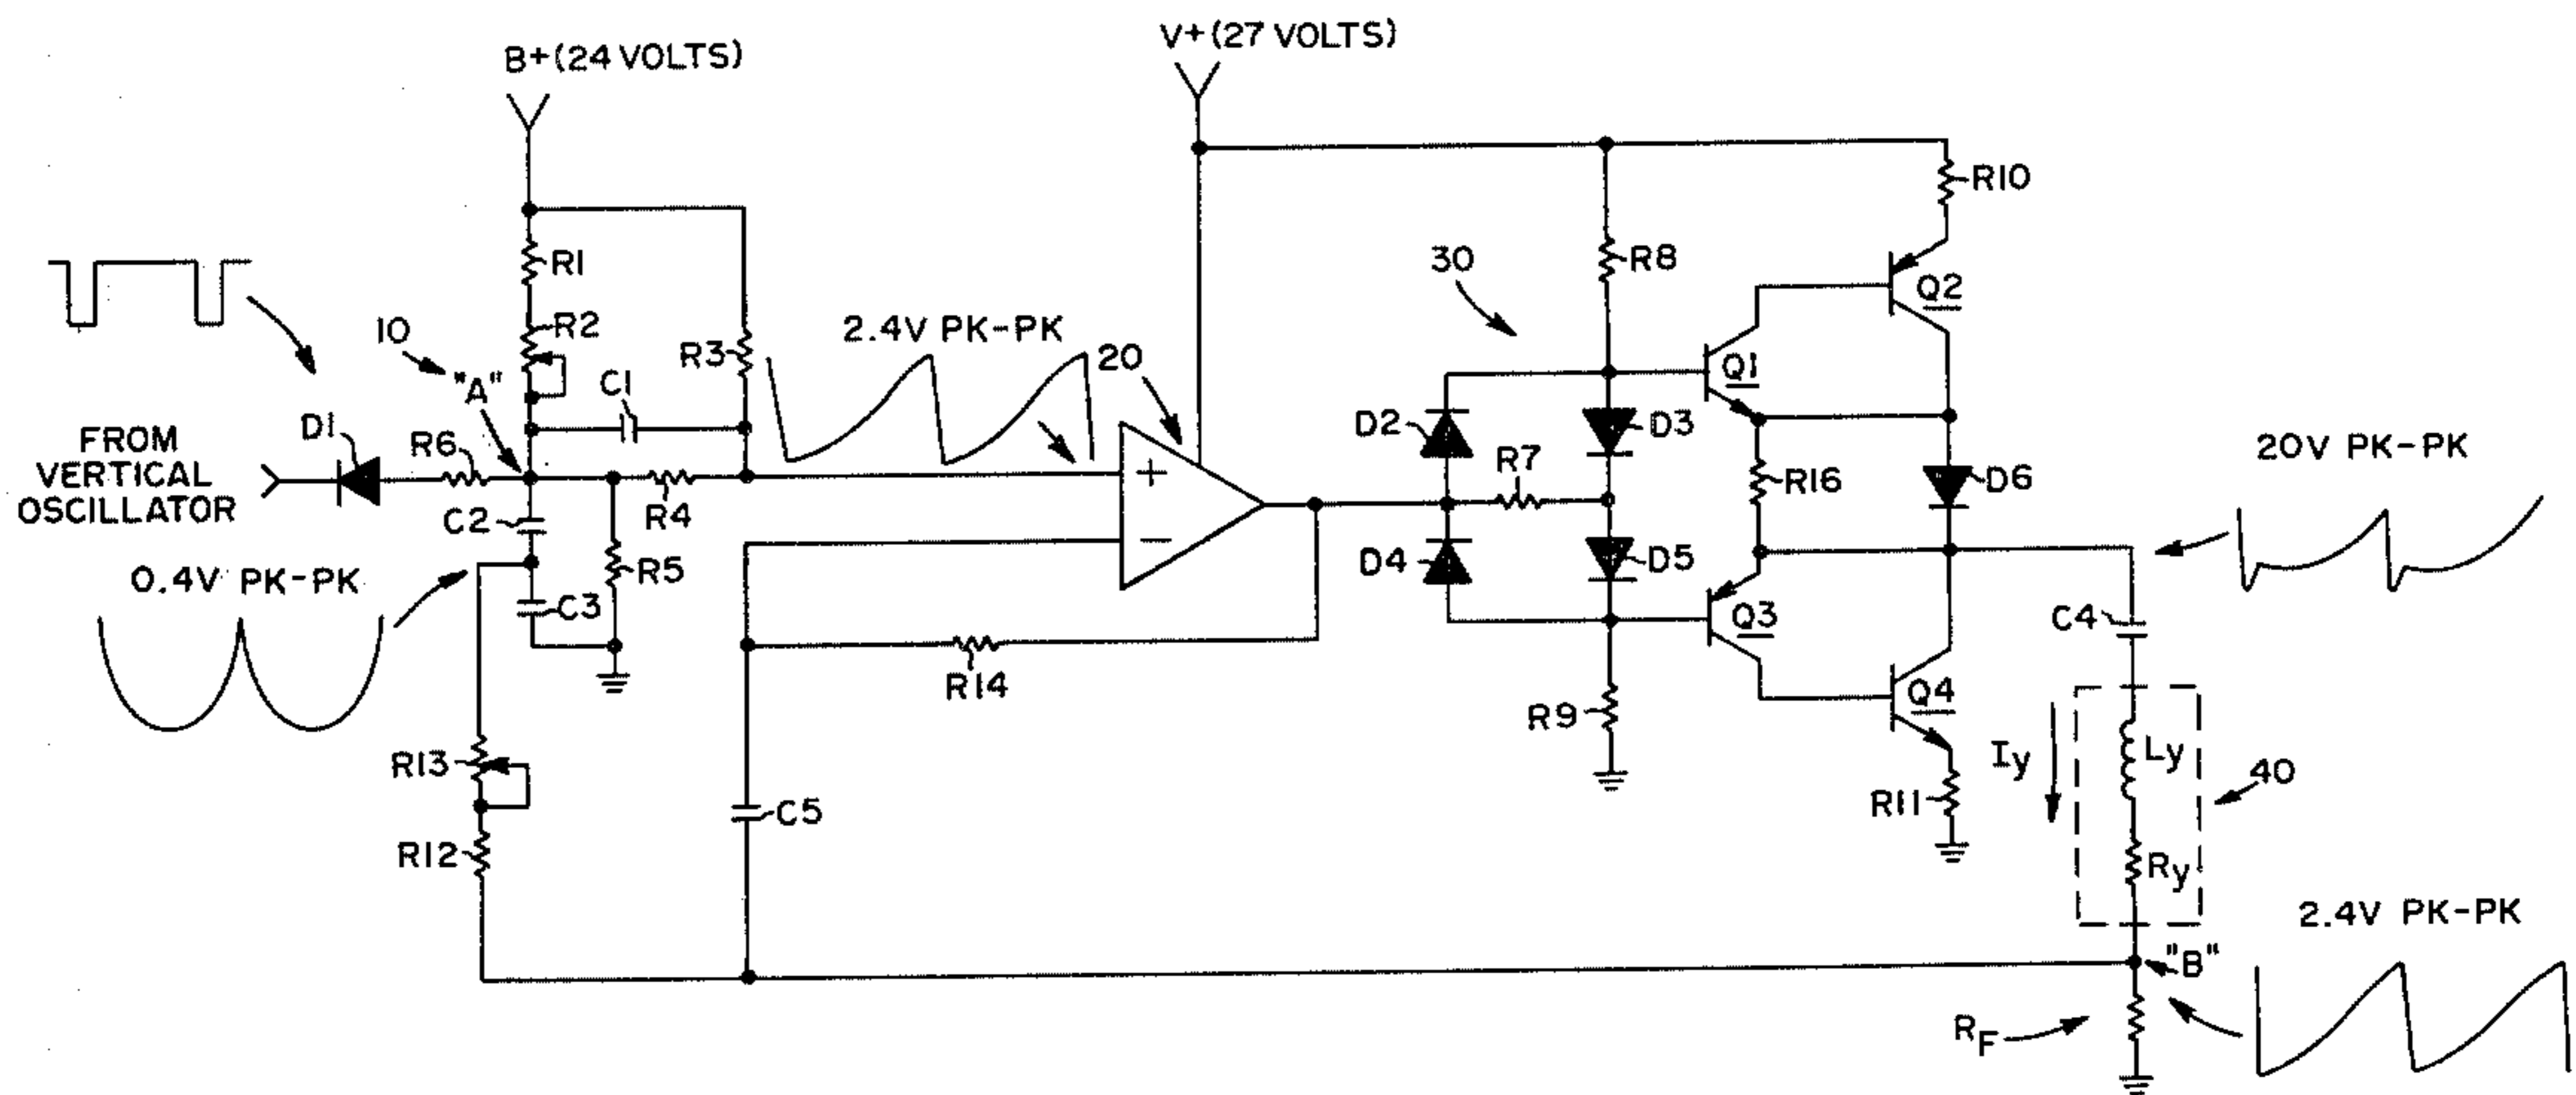 B+(24 VOLTS)
V+(27 VOLTS)
R10
R1
R8
30
Q2
10
R2
2.4V PK-PK
20
R3
"A"
C1
Q1
D1
R6
D2
D3
20V PK-PK
FROM
VERTICAL
OSCILLATOR
+
R7
R16
D6
C2
R4
−
0.4V PK-PK
C3
R5
D4
D5
Q3
C4
R14
R9
Q4
R13
Iy
Ly
40
C5
R11
R12
Ry
2.4V PK-PK
"B"
RF